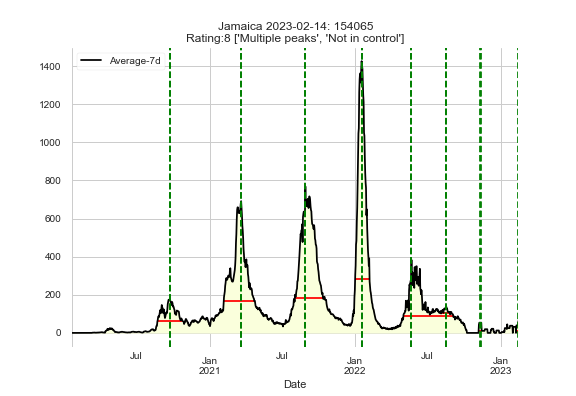 Jamaica 2023-02-14: 154065
Rating:8 ['Multiple peaks', 'Not in control']
Average-7d
1400
1200
1000
800
600
400
200
0
Jul
Jan
2021
Jul
Jan
2022
Jul
Jan
2023
Date